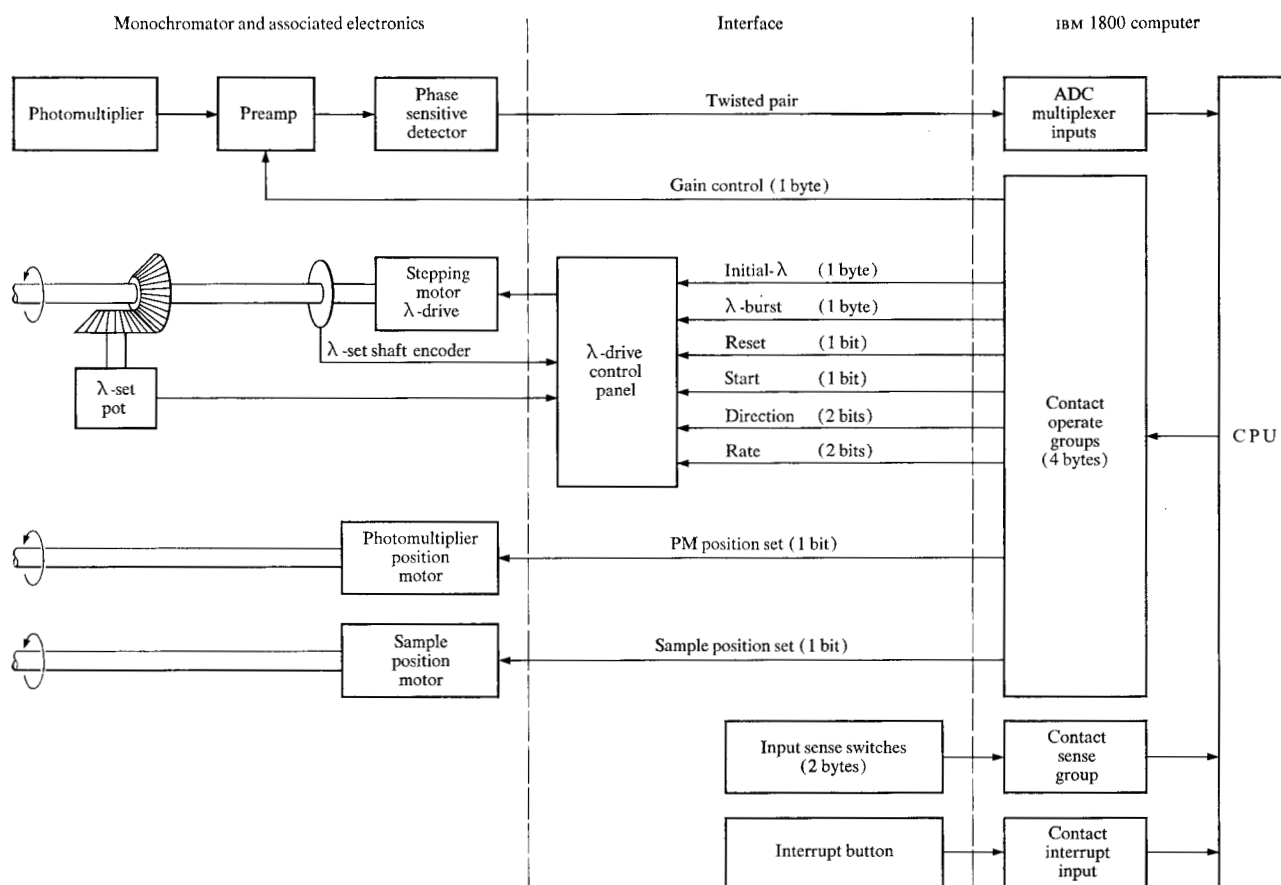 Monochromator and associated electronics
Interface
IBM 1800 computer
Photomultiplier
Preamp
Phase
sensitive
detector
Twisted pair
ADC
multiplexer
inputs
Gain control (1 byte)
Stepping
motor
λ-drive
λ-set shaft encoder
λ-set
pot
λ-drive
control
panel
Initial-λ (1 byte)
λ-burst (1 byte)
Reset (1 bit)
Start (1 bit)
Direction (2 bits)
Rate (2 bits)
Contact
operate
groups
(4 bytes)
CPU
Photomultiplier
position
motor
PM position set (1 bit)
Sample
position
motor
Sample position set (1 bit)
Input sense switches
(2 bytes)
Contact
sense
group
Interrupt button
Contact
interrupt
input